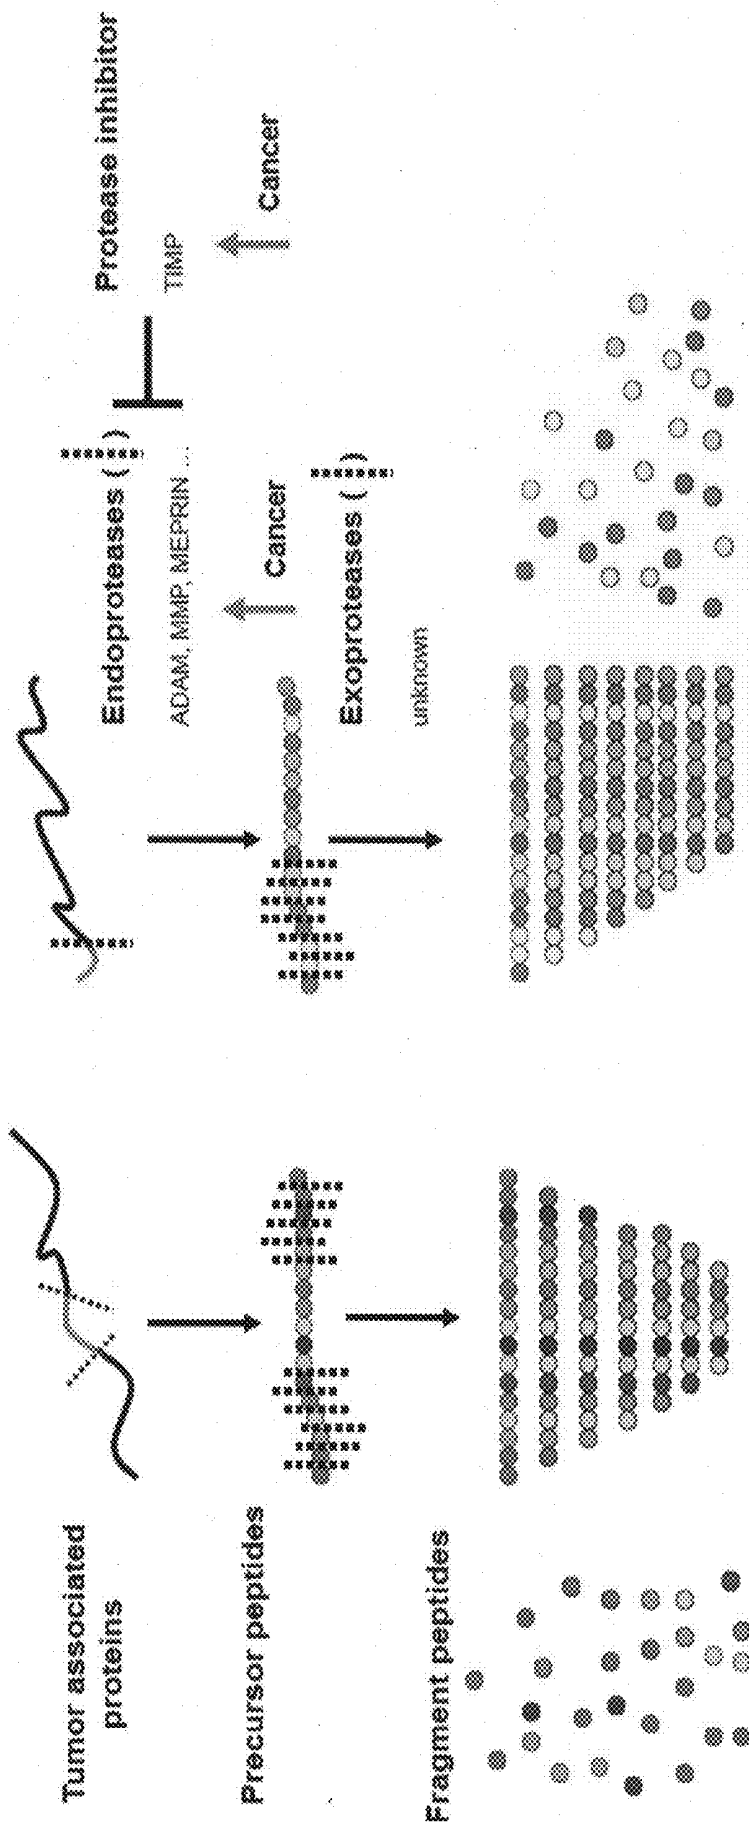 Tumor associated
proteins
Precursor peptides
Fragment peptides
Endoproteases ( )
ADAM, MMP, MEPRIN ...
Cancer
Exoproteases ( )
unknown
Protease inhibitor
TIMP
Cancer